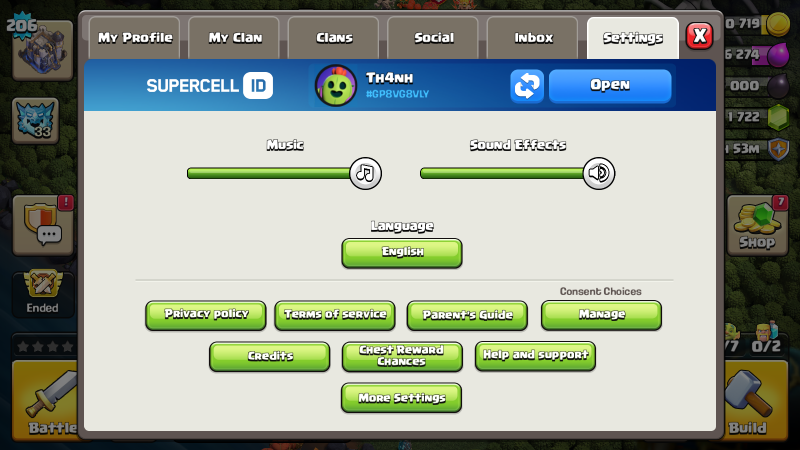 206
My Profile
My Clan
Clans
Social
Inbox
Settings
X
0 719
SUPERCELL ID
Th4nh
#GPBVG8VLY
Open
6 274
000
33
1 722
53M
Music
Sound Effects
Language
English
!
7
Shop
Consent Choices
Privacy policy
Terms of service
Parent's Guide
Manage
Ended
Credits
Chest Reward
Chances
Help and support
/7
0/2
More Settings
Battle
Build